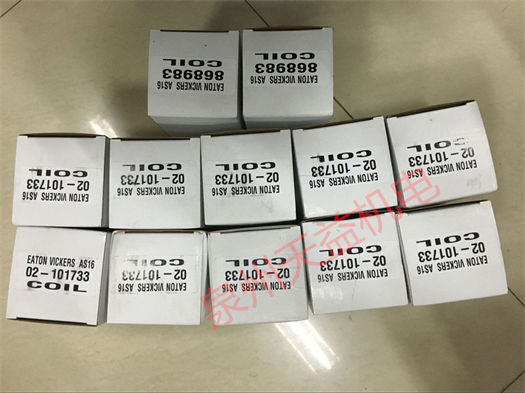 EATON VICKERS AS16
868983
COIL
EATON VICKERS AS16
868983
COIL
EATON VICKERS AS16
02-101733
COIL
EATON VICKERS AS16
02-101733
COIL
EATON VICKERS AS16
02-101733
COIL
EATON VICKERS AS16
02-101733
COIL
EATON VICKERS AS16
02-101733
COIL
EATON VICKERS AS16
02-101733
COIL
EATON VICKERS AS16
02-101733
COIL
EATON VICKERS AS16
02-101733
COIL
EATON VICKERS AS16
02-101733
COIL
EATON VICKERS AS16
02-101733
COIL
泉州天益机电